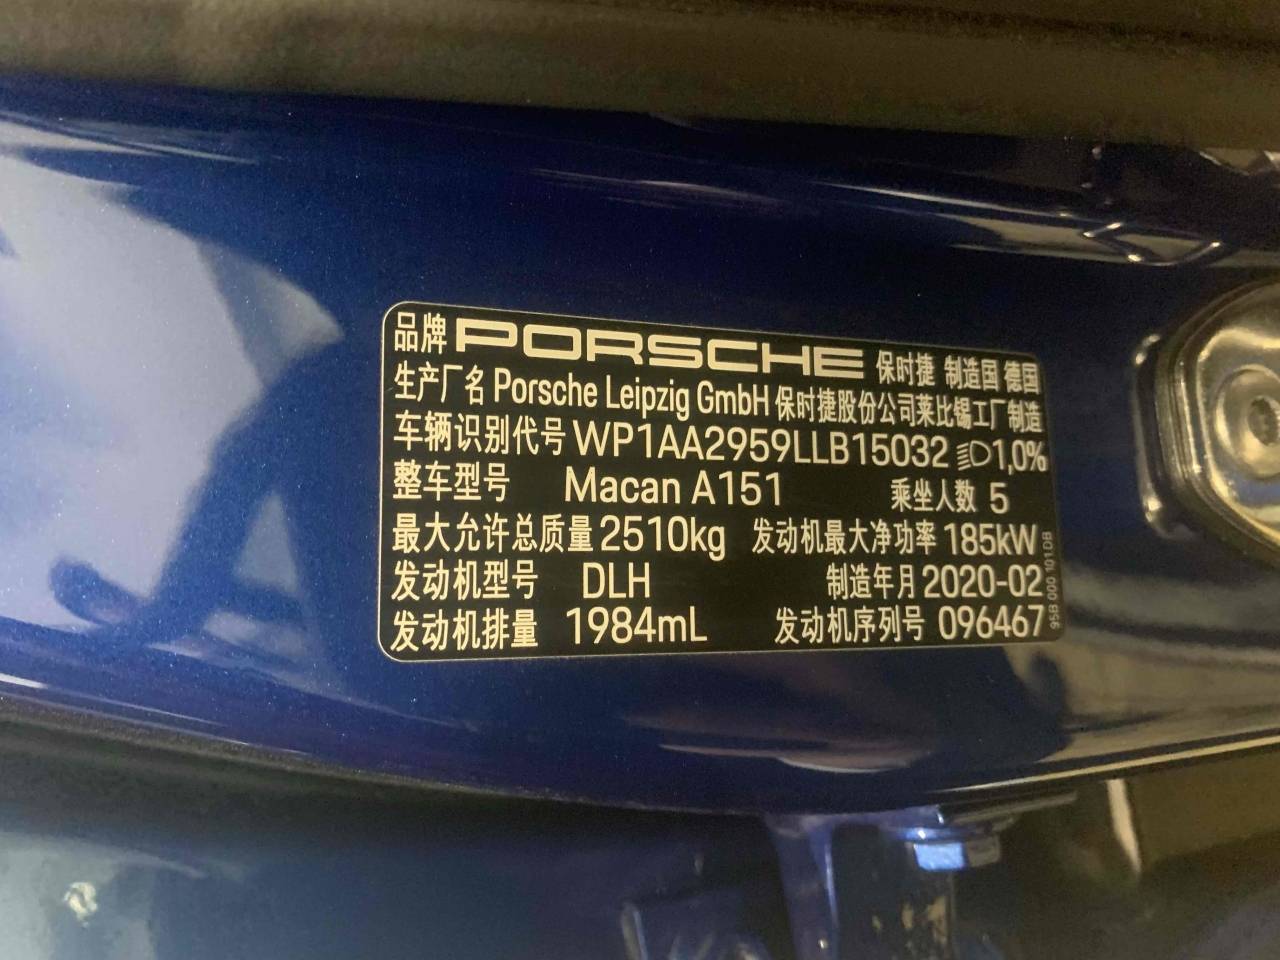 品牌 PORSCHE 保时捷 制造国 德国
生产厂名 Porsche Leipzig GmbH 保时捷股份公司莱比锡工厂制造
车辆识别代号 WP1AA2959LLB15032 1,0%
整车型号 Macan A151 乘坐人数 5
最大允许总质量 2510kg 发动机最大净功率 185kW
发动机型号 DLH 制造年月 2020-02
发动机排量 1984mL 发动机序列号 096467
95B 000 101 DB